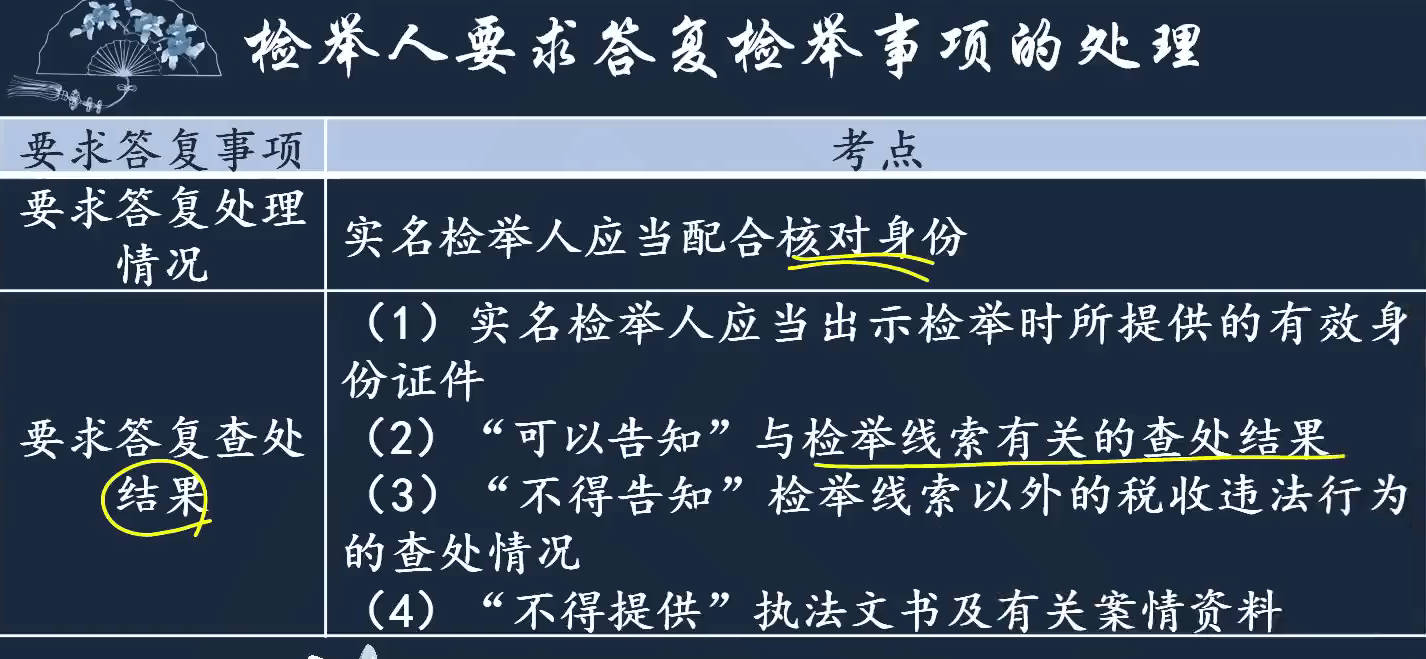 检举人要求答复检举事项的处理
要求答复事项
考点
要求答复处理
情况
实名检举人应当配合核对身份
要求答复查处
结果
（1）实名检举人应当出示检举时所提供的有效身
份证件
（2）“可以告知”与检举线索有关的查处结果
（3）“不得告知”检举线索以外的税收违法行为
的查处情况
（4）“不得提供”执法文书及有关案情资料